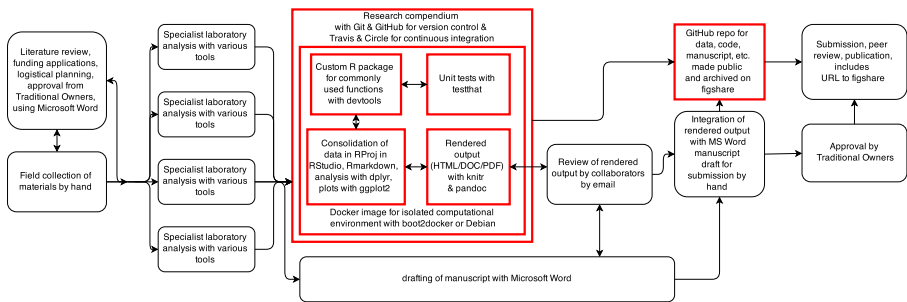 Literature review,
funding applications,
logistical planning,
approval from
Traditional Owners,
using Microsoft Word
Field collection of
materials by hand
Specialist laboratory
analysis with various
tools
Specialist laboratory
analysis with various
tools
Specialist laboratory
analysis with various
tools
Specialist laboratory
analysis with various
tools
Research compendium
with Git & GitHub for version control &
Travis & Circle for continuous integration
Custom R package
for commonly
used functions
with devtools
Unit tests with
testthat
Consolidation of
data in RProj in
RStudio, Rmarkdown,
analysis with dplyr,
plots with ggplot2
Rendered
output
(HTML/DOC/PDF)
with knitr
& pandoc
Docker image for isolated computational
environment with boot2docker or Debian
Review of rendered
output by collaborators
by email
drafting of manuscript with Microsoft Word
GitHub repo for
data, code,
manuscript, etc.
made public
and archived on
figshare
Integration of
rendered output
with MS Word
manuscript
draft for
submission by
hand
Submission, peer
review, publication,
includes
URL to figshare
Approval by
Traditional Owners